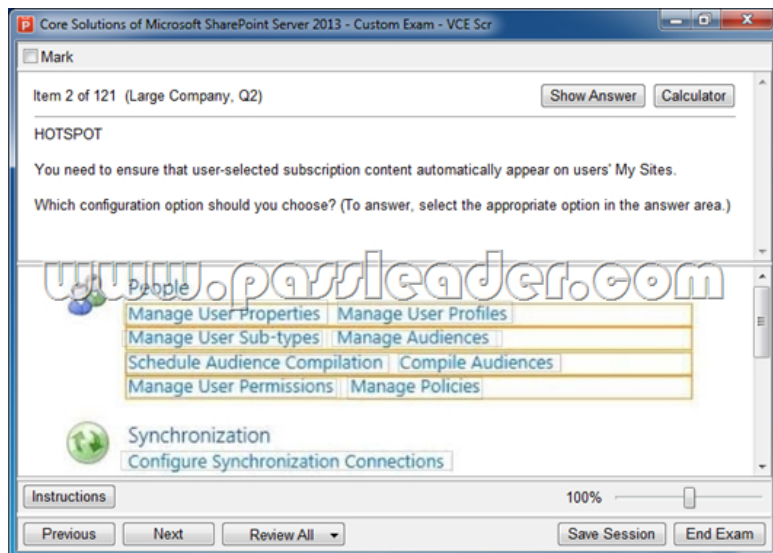 Core Solutions of Microsoft SharePoint Server 2013 - Custom Exam - VCE Scr
Mark
Item 2 of 121 (Large Company, Q2)
Show Answer
Calculator
HOTSPOT
You need to ensure that user-selected subscription content automatically appear on users' My Sites.
Which configuration option should you choose? (To answer, select the appropriate option in the answer area.)
www.passleader.com
People
Manage User Properties Manage User Profiles
Manage User Sub-types Manage Audiences
Schedule Audience Compilation Compile Audiences
Manage User Permissions Manage Policies
Synchronization
Configure Synchronization Connections
Instructions
100%
Previous
Next
Review All
Save Session
End Exam